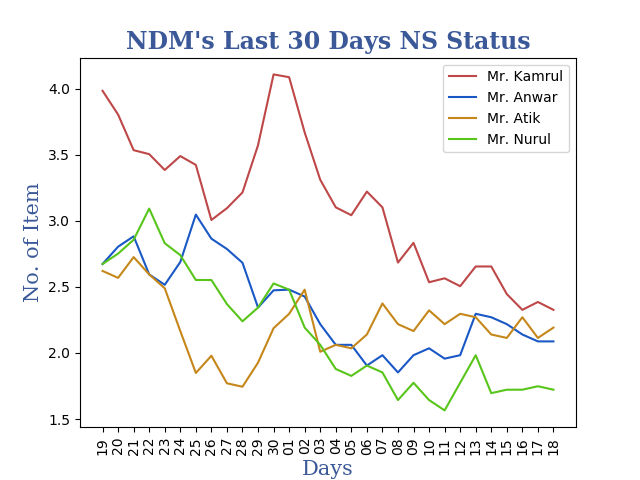 NDM's Last 30 Days NS Status
Mr. Kamrul
Mr. Anwar
Mr. Atik
Mr. Nurul
No. of Item
4.0
3.5
3.0
2.5
2.0
1.5
19 20 21 22 23 24 25 26 27 28 29 30 01 02 03 04 05 06 07 08 09 10 11 12 13 14 15 16 17 18
Days